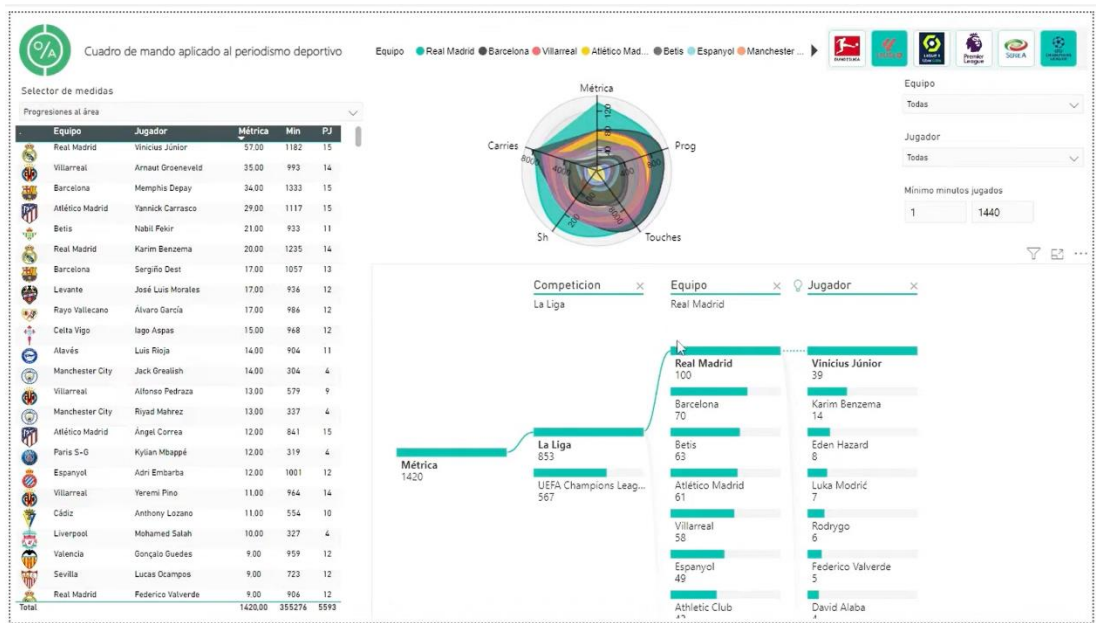 Cuadro de mando aplicado al periodismo deportivo
Equipo Real Madrid Barcelona Villarreal Atlético Mad... Betis Espanyol Manchester ...
Selector de medidas
Progresiones al área
Equipo Jugador Métrica Min PJ
Real Madrid Vinicius Júnior 57,00 1182 15
Villarreal Arnaut Groeneveld 35,00 993 14
Barcelona Memphis Depay 34,00 1333 15
Atlético Madrid Yannick Carrasco 29,00 1117 15
Betis Nabil Fekir 21,00 933 11
Real Madrid Karim Benzema 20,00 1235 14
Barcelona Sergiño Dest 17,00 1057 13
Levante José Luis Morales 17,00 936 12
Rayo Vallecano Álvaro García 17,00 986 12
Celta Vigo Iago Aspas 15,00 968 12
Alavés Luis Rioja 14,00 904 11
Manchester City Jack Grealish 14,00 304 4
Villarreal Alfonso Pedraza 13,00 579 9
Manchester City Riyad Mahrez 13,00 337 4
Atlético Madrid Ángel Correa 12,00 841 15
Paris S-G Kylian Mbappé 12,00 319 4
Espanyol Adri Embarba 12,00 1001 12
Villarreal Yeremi Pino 11,00 964 14
Cádiz Anthony Lozano 11,00 554 10
Liverpool Mohamed Salah 10,00 327 4
Valencia Gonçalo Guedes 9,00 959 12
Sevilla Lucas Ocampos 9,00 723 12
Real Madrid Federico Valverde 9,00 906 12
Total 1420,00 355276 5593
Métrica
120
80
Carries
8000
4000
Prog
800
400
Sh
200
Touches
8000
Equipo
Todas
Jugador
Todas
Mínimo minutos jugados
1 1440
Competicion Equipo Jugador
La Liga Real Madrid
Métrica
1420
La Liga
853
UEFA Champions Leag...
567
Real Madrid
100
Barcelona
70
Betis
63
Atlético Madrid
61
Villarreal
58
Espanyol
49
Athletic Club
Vinicius Júnior
39
Karim Benzema
14
Eden Hazard
8
Luka Modrić
7
Rodrygo
6
Federico Valverde
5
David Alaba